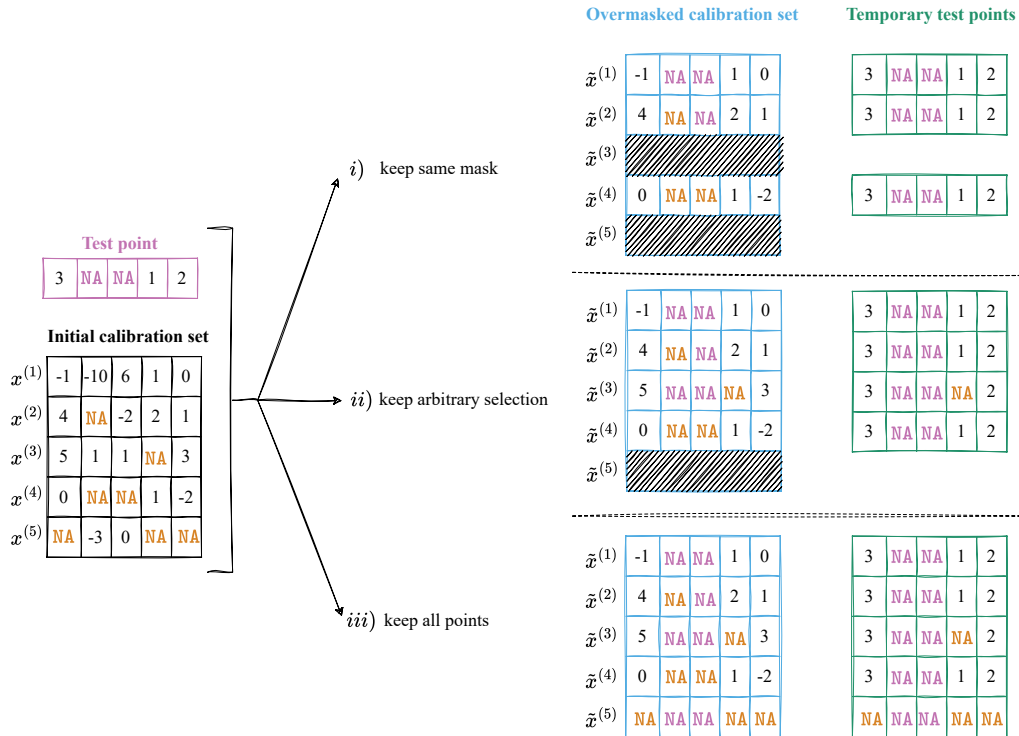 Overmasked calibration set
Temporary test points
x̃⁽¹⁾ -1 NA NA 1 0
3 NA NA 1 2
x̃⁽²⁾ 4 NA NA 2 1
3 NA NA 1 2
x̃⁽³⁾
x̃⁽⁴⁾ 0 NA NA 1 -2
3 NA NA 1 2
x̃⁽⁵⁾
i) keep same mask
Test point
3 NA NA 1 2
Initial calibration set
x⁽¹⁾ -1 -10 6 1 0
x⁽²⁾ 4 NA -2 2 1
x⁽³⁾ 5 1 1 NA 3
x⁽⁴⁾ 0 NA NA 1 -2
x⁽⁵⁾ NA -3 0 NA NA
ii) keep arbitrary selection
x̃⁽¹⁾ -1 NA NA 1 0
3 NA NA 1 2
x̃⁽²⁾ 4 NA NA 2 1
3 NA NA 1 2
x̃⁽³⁾ 5 NA NA NA 3
3 NA NA NA 2
x̃⁽⁴⁾ 0 NA NA 1 -2
3 NA NA 1 2
x̃⁽⁵⁾
iii) keep all points
x̃⁽¹⁾ -1 NA NA 1 0
3 NA NA 1 2
x̃⁽²⁾ 4 NA NA 2 1
3 NA NA 1 2
x̃⁽³⁾ 5 NA NA NA 3
3 NA NA NA 2
x̃⁽⁴⁾ 0 NA NA 1 -2
3 NA NA 1 2
x̃⁽⁵⁾ NA NA NA NA NA
NA NA NA NA NA